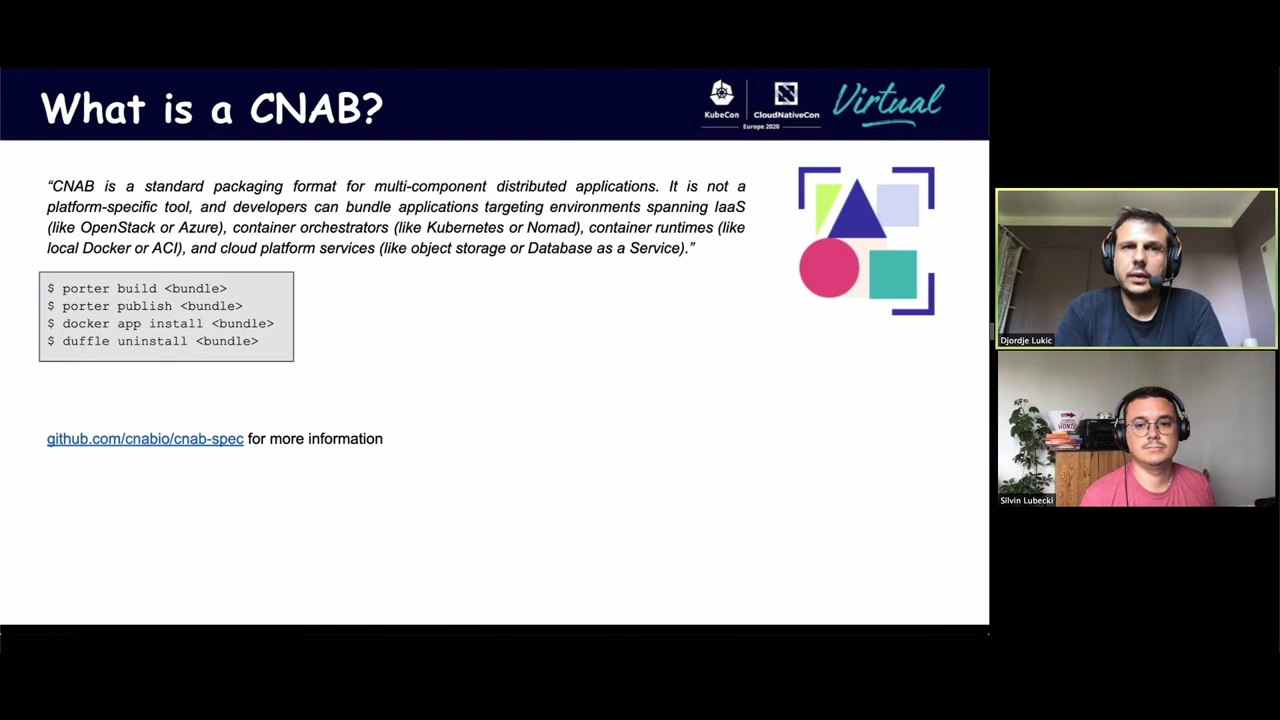 What is a CNAB?
KubeCon
CloudNativeCon
Europe 2020
Virtual
“CNAB is a standard packaging format for multi-component distributed applications. It is not a
platform-specific tool, and developers can bundle applications targeting environments spanning IaaS
(like OpenStack or Azure), container orchestrators (like Kubernetes or Nomad), container runtimes (like
local Docker or ACI), and cloud platform services (like object storage or Database as a Service).”
$ porter build <bundle>
$ porter publish <bundle>
$ docker app install <bundle>
$ duffle uninstall <bundle>
github.com/cnabio/cnab-spec for more information
Djordje Lukic
Silvin Lubecki